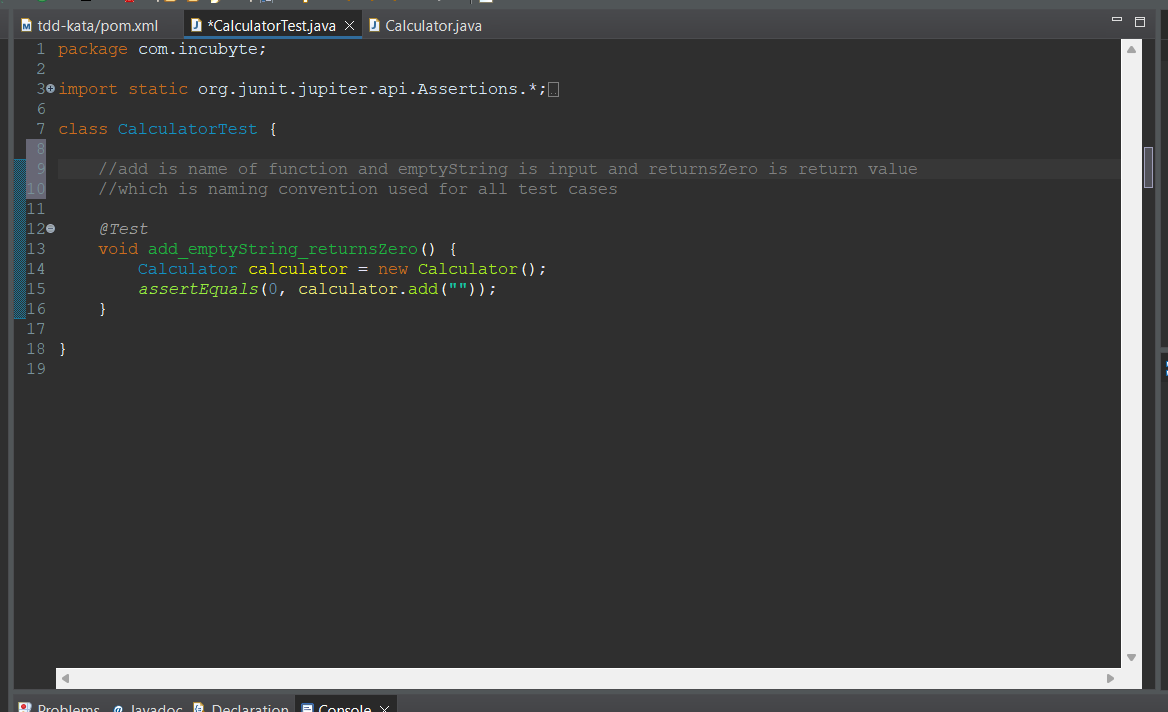 tdd-kata/pom.xml *CalculatorTest.java Calculator.java
1 package com.incubyte;
2
3 import static org.junit.jupiter.api.Assertions.*;
6
7 class CalculatorTest {
8
9 //add is name of function and emptyString is input and returnsZero is return value
10 //which is naming convention used for all test cases
11
12 @Test
13 void add_emptyString_returnsZero() {
14 Calculator calculator = new Calculator();
15 assertEquals(0, calculator.add(""));
16 }
17
18 }
19
Problems Javadoc Declaration Console